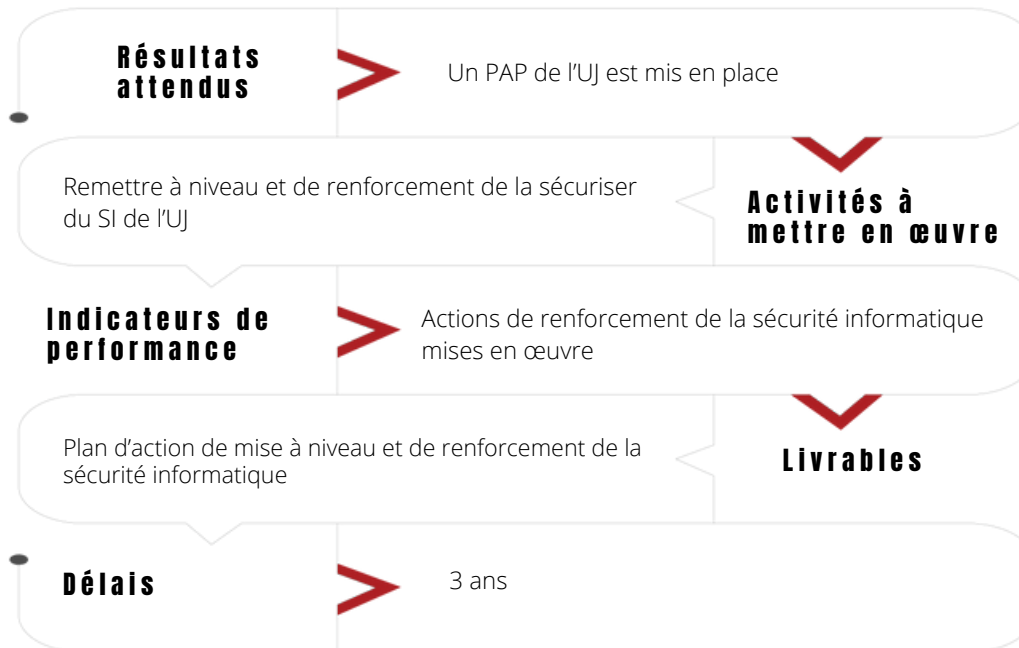 Résultats
attendus
Un PAP de l’UJ est mis en place
Remettre à niveau et de renforcement de la sécuriser
du SI de l’UJ
Activités à
mettre en œuvre
Indicateurs de
performance
Actions de renforcement de la sécurité informatique
mises en œuvre
Plan d’action de mise à niveau et de renforcement de la
sécurité informatique
Livrables
Délais
3 ans